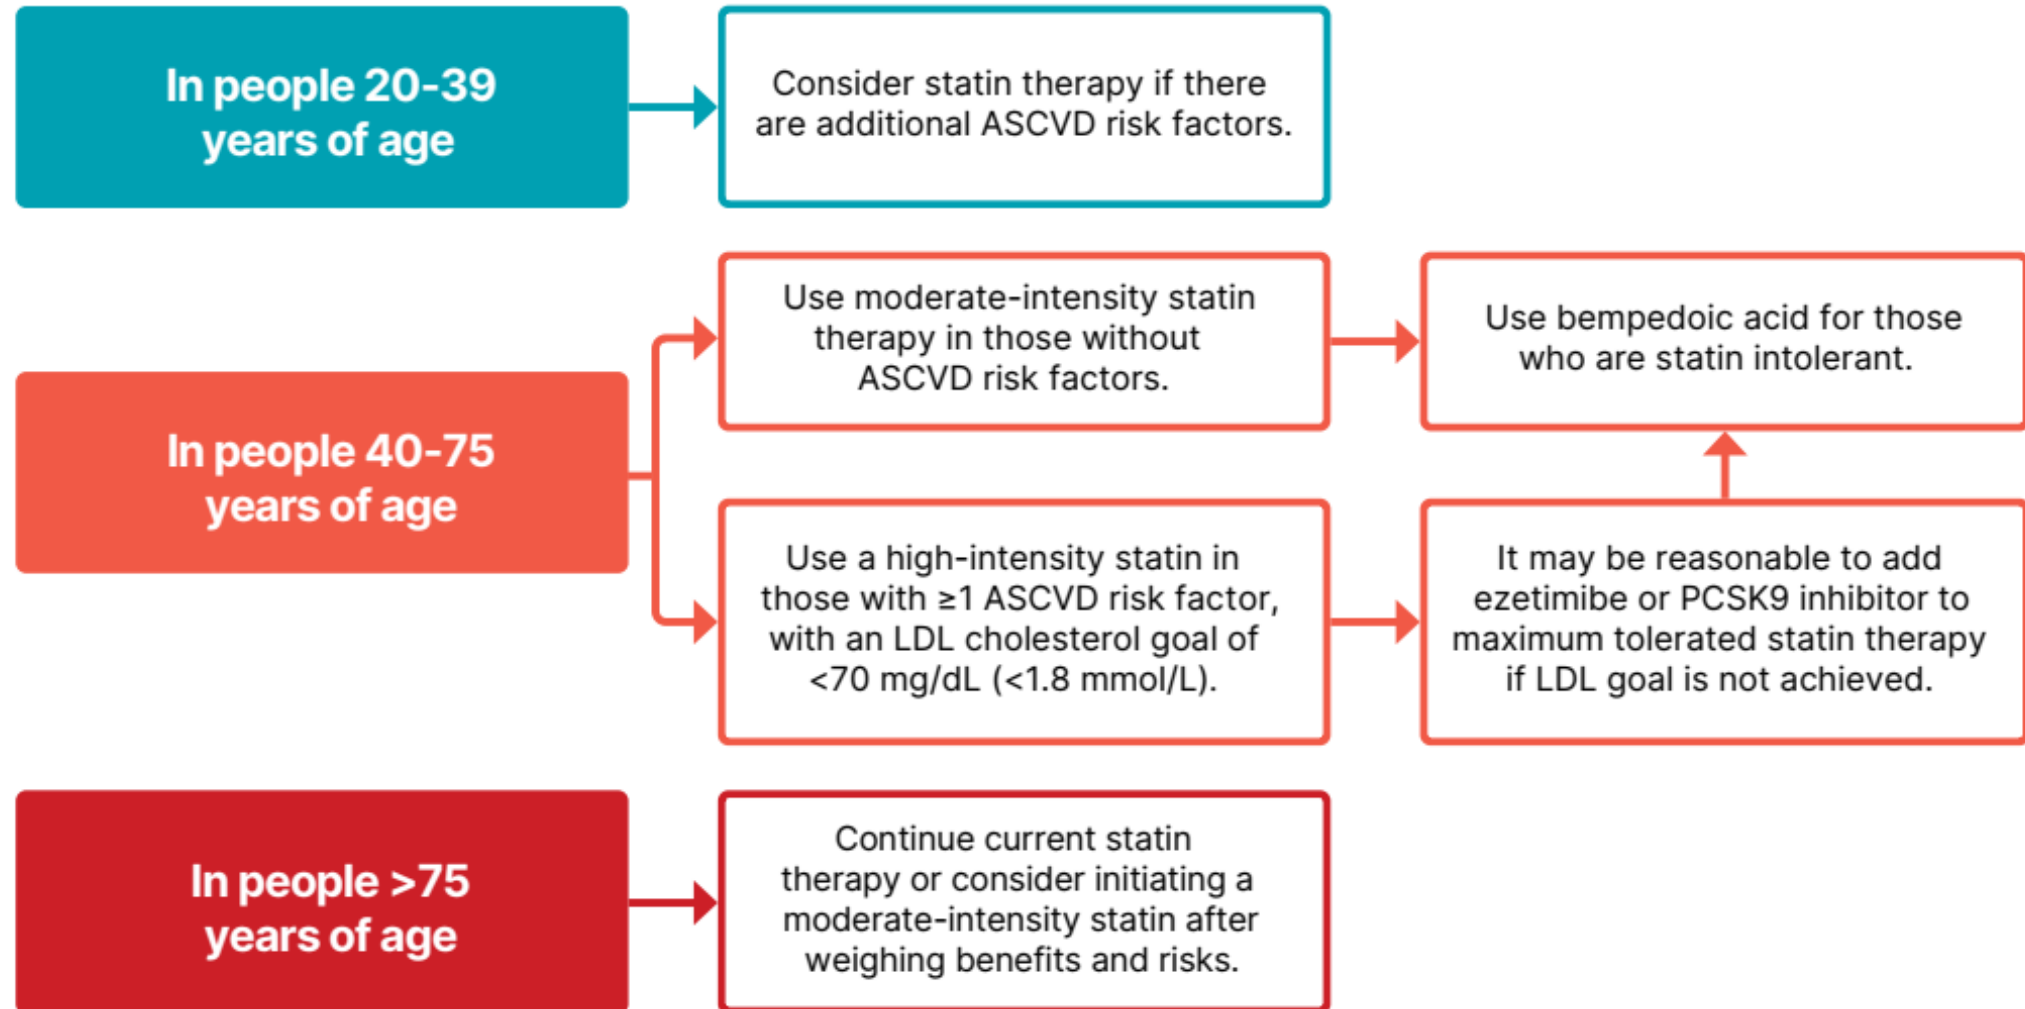 In people 20-39
years of age
Consider statin therapy if there
are additional ASCVD risk factors.
In people 40-75
years of age
Use moderate-intensity statin
therapy in those without
ASCVD risk factors.
Use bempedoic acid for those
who are statin intolerant.
Use a high-intensity statin in
those with ≥1 ASCVD risk factor,
with an LDL cholesterol goal of
<70 mg/dL (<1.8 mmol/L).
It may be reasonable to add
ezetimibe or PCSK9 inhibitor to
maximum tolerated statin therapy
if LDL goal is not achieved.
In people >75
years of age
Continue current statin
therapy or consider initiating a
moderate-intensity statin after
weighing benefits and risks.